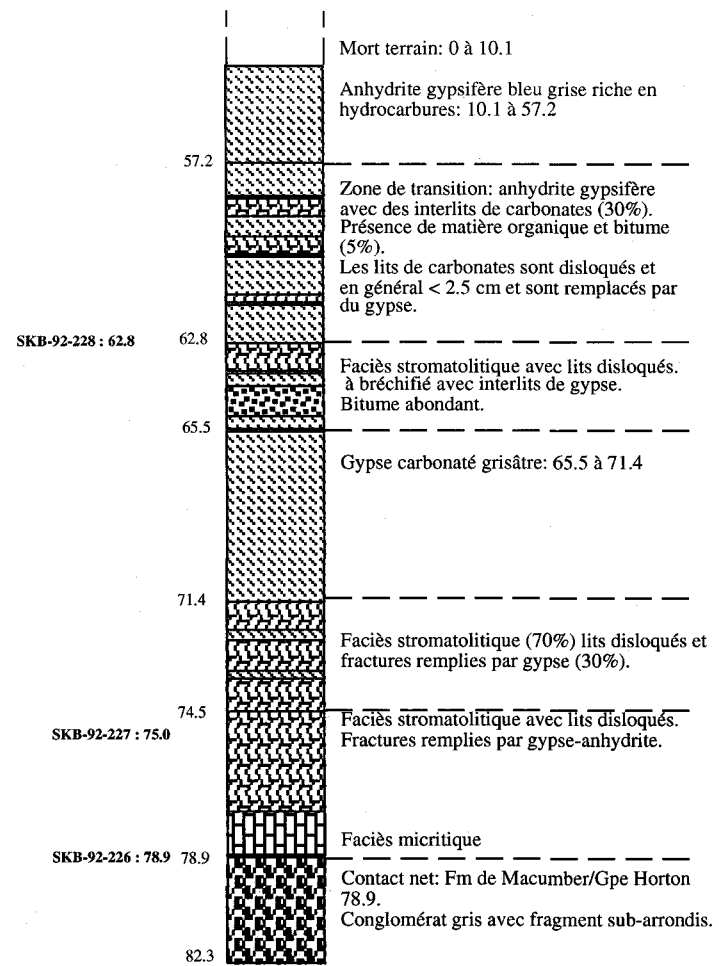 Mort terrain: 0 à 10.1
Anhydrite gypsifère bleu grise riche en
hydrocarbures: 10.1 à 57.2
57.2
Zone de transition: anhydrite gypsifère
avec des interlits de carbonates (30%).
Présence de matière organique et bitume
(5%).
Les lits de carbonates sont disloqués et
en général < 2.5 cm et sont remplacés par
du gypse.
SKB-92-228 : 62.8
62.8
Faciès stromatolitique avec lits disloqués.
à bréchifié avec interlits de gypse.
Bitume abondant.
65.5
Gypse carbonaté grisâtre: 65.5 à 71.4
71.4
Faciès stromatolitique (70%) lits disloqués et
fractures remplies par gypse (30%).
74.5
Faciès stromatolitique avec lits disloqués.
SKB-92-227 : 75.0
Fractures remplies par gypse-anhydrite.
Faciès micritique
SKB-92-226 : 78.9
78.9
Contact net: Fm de Macumber/Gpe Horton
78.9.
Conglomérat gris avec fragment sub-arrondis.
82.3